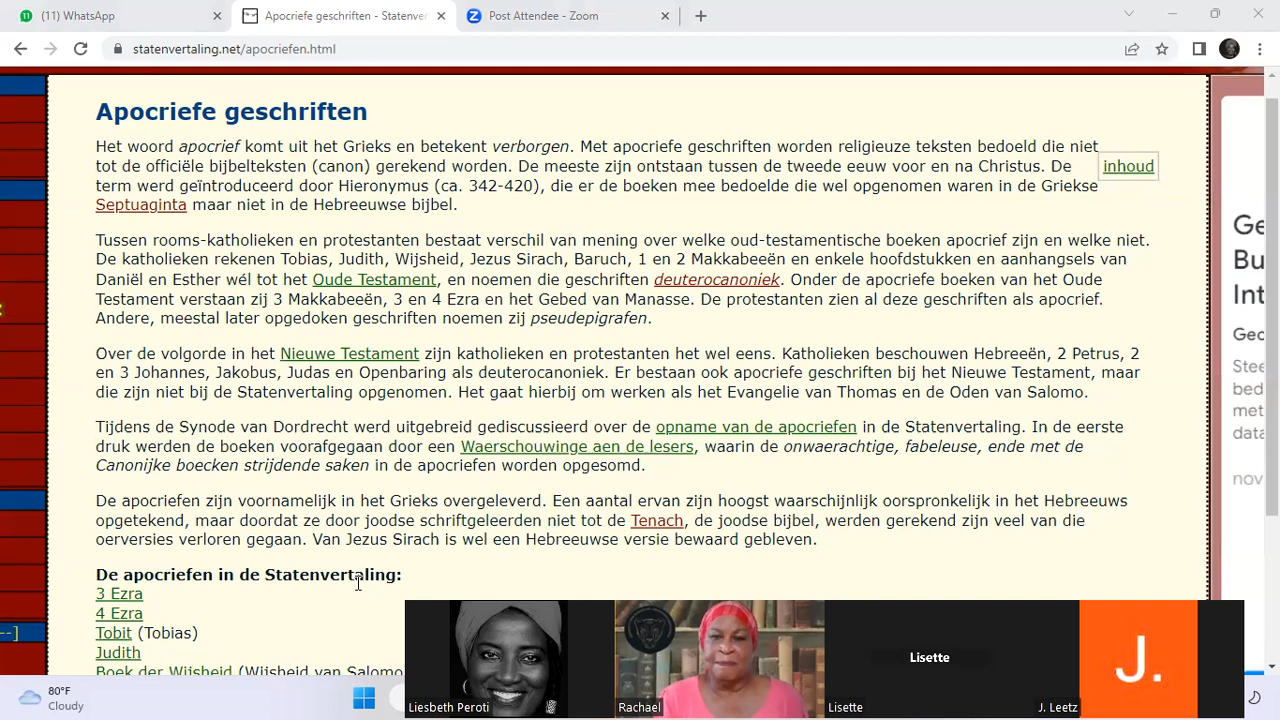 (11) WhatsApp
Apocriefe geschriften - Statenver
Post Attendee - Zoom
statenvertaling.net/apocriefen.html
Apocriefe geschriften
Het woord apocrief komt uit het Grieks en betekent verborgen. Met apocriefe geschriften worden religieuze teksten bedoeld die niet
tot de officiële bijbelteksten (canon) gerekend worden. De meeste zijn ontstaan tussen de tweede eeuw voor en na Christus. De
inhoud
term werd geïntroduceerd door Hieronymus (ca. 342-420), die er de boeken mee bedoelde die wel opgenomen waren in de Griekse
Septuaginta maar niet in de Hebreeuwse bijbel.
Tussen rooms-katholieken en protestanten bestaat verschil van mening over welke oud-testamentische boeken apocrief zijn en welke niet.
De katholieken rekenen Tobias, Judith, Wijsheid, Jezus Sirach, Baruch, 1 en 2 Makkabeeën en enkele hoofdstukken en aanhangsels van
Daniël en Esther wél tot het Oude Testament, en noemen die geschriften deuterocanoniek. Onder de apocriefe boeken van het Oude
Testament verstaan zij 3 Makkabeeën, 3 en 4 Ezra en het Gebed van Manasse. De protestanten zien al deze geschriften als apocrief.
Andere, meestal later opgedoken geschriften noemen zij pseudepigrafen.
Over de volgorde in het Nieuwe Testament zijn katholieken en protestanten het wel eens. Katholieken beschouwen Hebreeën, 2 Petrus, 2
en 3 Johannes, Jakobus, Judas en Openbaring als deuterocanoniek. Er bestaan ook apocriefe geschriften bij het Nieuwe Testament, maar
die zijn niet bij de Statenvertaling opgenomen. Het gaat hierbij om werken als het Evangelie van Thomas en de Oden van Salomo.
Tijdens de Synode van Dordrecht werd uitgebreid gediscussieerd over de opname van de apocriefen in de Statenvertaling. In de eerste
druk werden de boeken voorafgegaan door een Waerschouwinge aen de lesers, waarin de onwaerachtige, fabeleuse, ende met de
Canonijke boecken strijdende saken in de apocriefen worden opgesomd.
De apocriefen zijn voornamelijk in het Grieks overgeleverd. Een aantal ervan zijn hoogst waarschijnlijk oorspronkelijk in het Hebreeuws
opgetekend, maar doordat ze door joodse schriftgeleerden niet tot de Tenach, de joodse bijbel, werden gerekend zijn veel van die
oerversies verloren gegaan. Van Jezus Sirach is wel een Hebreeuwse versie bewaard gebleven.
De apocriefen in de Statenvertaling:
3 Ezra
4 Ezra
Tobit (Tobias)
Judith
Boek der Wijsheid (Wijsheid van Salomo
Ge
Bu
Int
Geo
Stee
bed
met
data
nov
--]
Lisette
J.
Liesbeth Peroti
Rachael
Lisette
J. Leetz
80°F
Cloudy